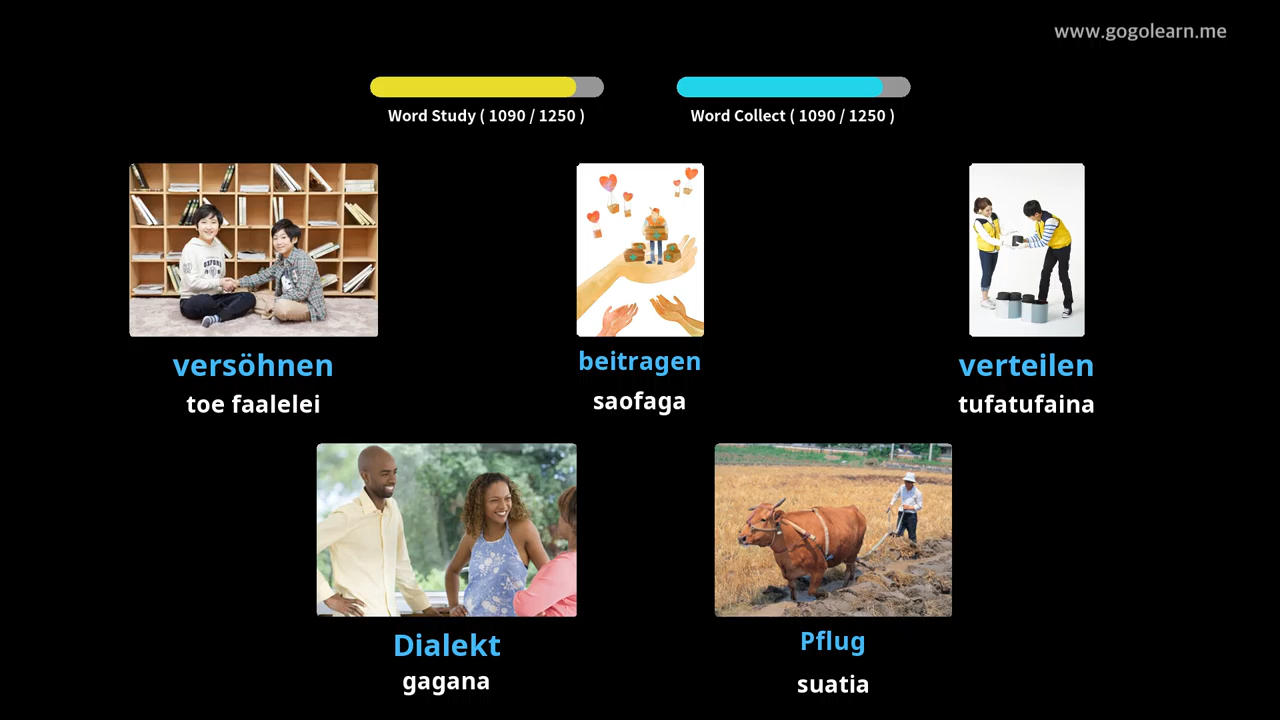 www.gogolearn.me
Word Study ( 1090 / 1250 )
Word Collect ( 1090 / 1250 )
versöhnen
toe faalelei
beitragen
saofaga
verteilen
tufatufaina
Dialekt
gagana
Pflug
suatia